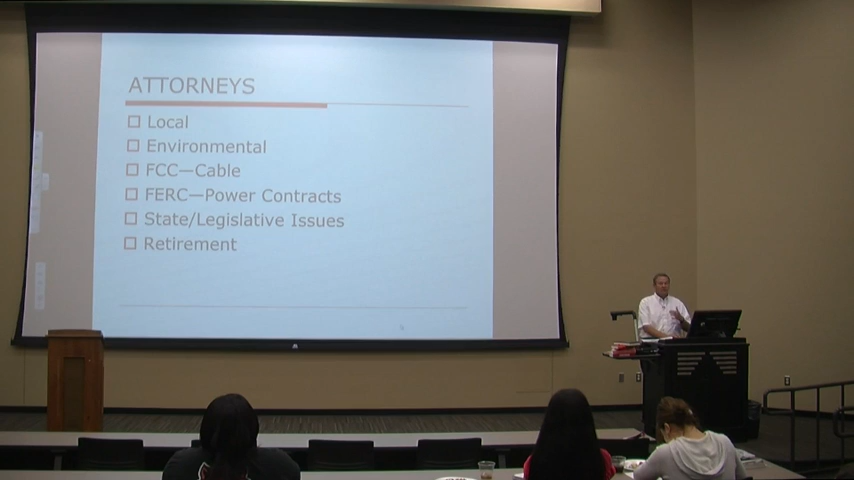 ATTORNEYS
Local
Environmental
FCC—Cable
FERC—Power Contracts
State/Legislative Issues
Retirement